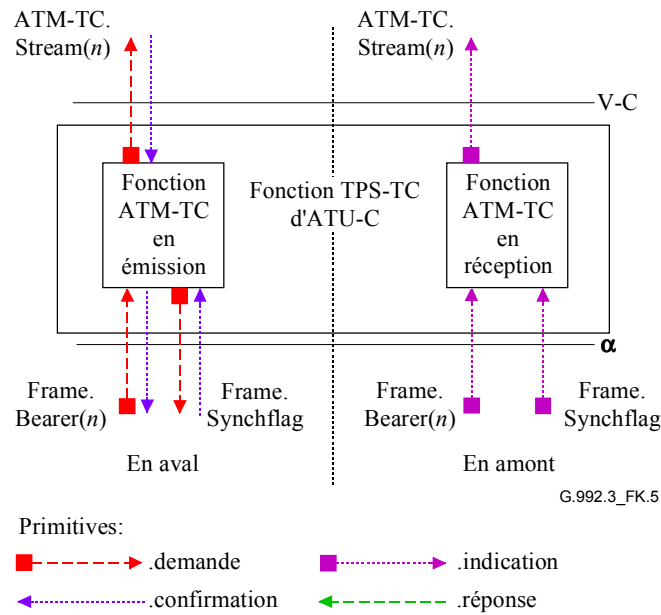 ATM-TC.
Stream(n)
ATM-TC.
Stream(n)
V-C
Fonction
ATM-TC
en
émission
Fonction TPS-TC
d'ATU-C
Fonction
ATM-TC
en
réception
α
Frame.
Bearer(n)
Frame.
Synchflag
Frame.
Bearer(n)
Frame.
Synchflag
En aval
En amont
G.992.3_FK.5
Primitives:
.demande
.indication
.confirmation
.réponse